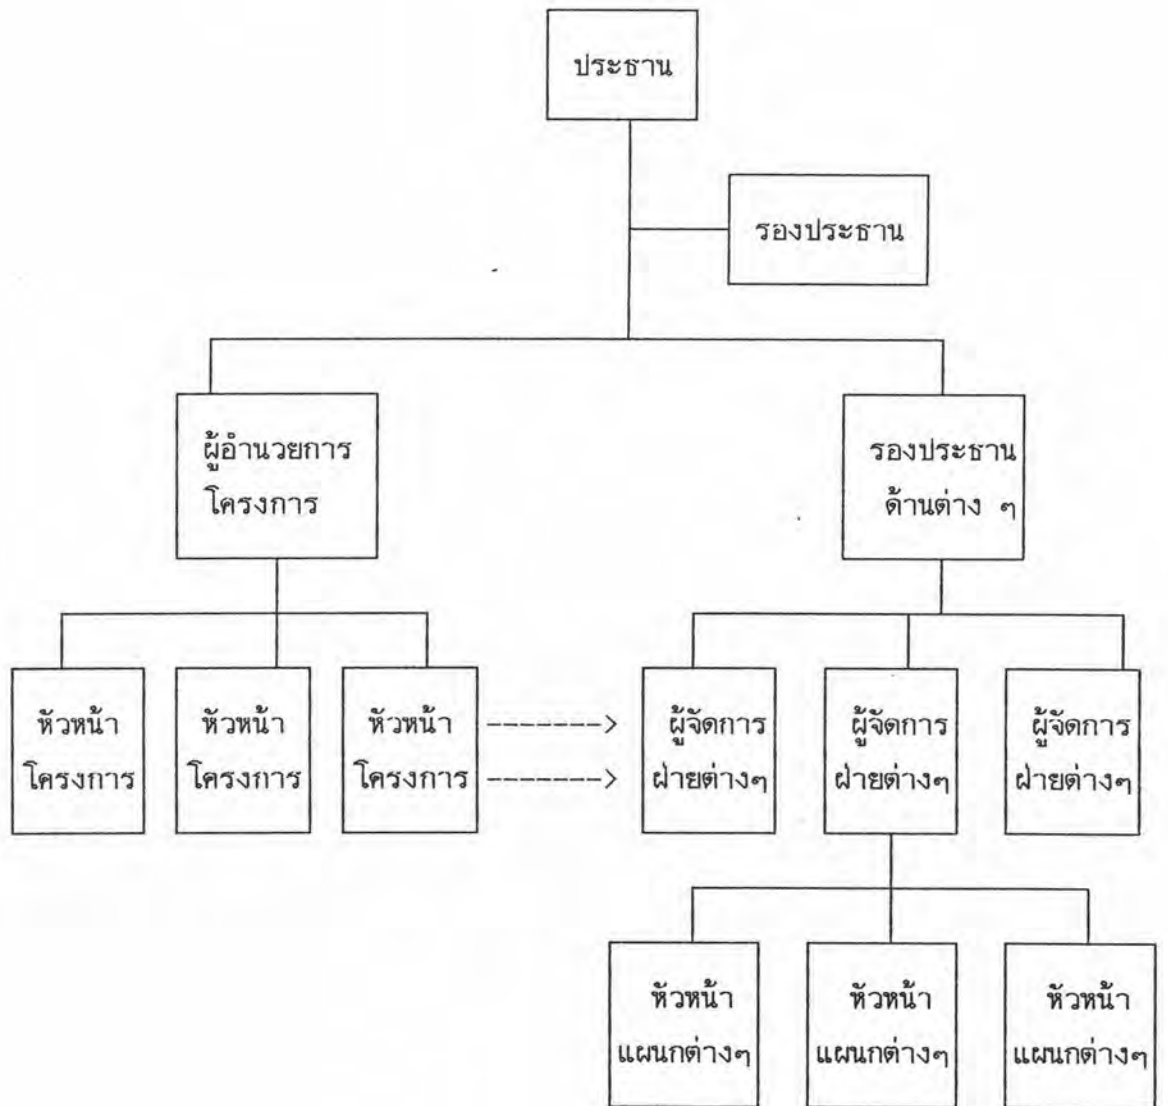 ประธาน
รองประธาน
ผู้อำนวยการ
โครงการ
รองประธาน
ด้านต่าง ๆ
หัวหน้า
โครงการ
หัวหน้า
โครงการ
หัวหน้า
โครงการ
ผู้จัดการ
ฝ่ายต่างๆ
ผู้จัดการ
ฝ่ายต่างๆ
ผู้จัดการ
ฝ่ายต่างๆ
หัวหน้า
แผนกต่างๆ
หัวหน้า
แผนกต่างๆ
หัวหน้า
แผนกต่างๆ